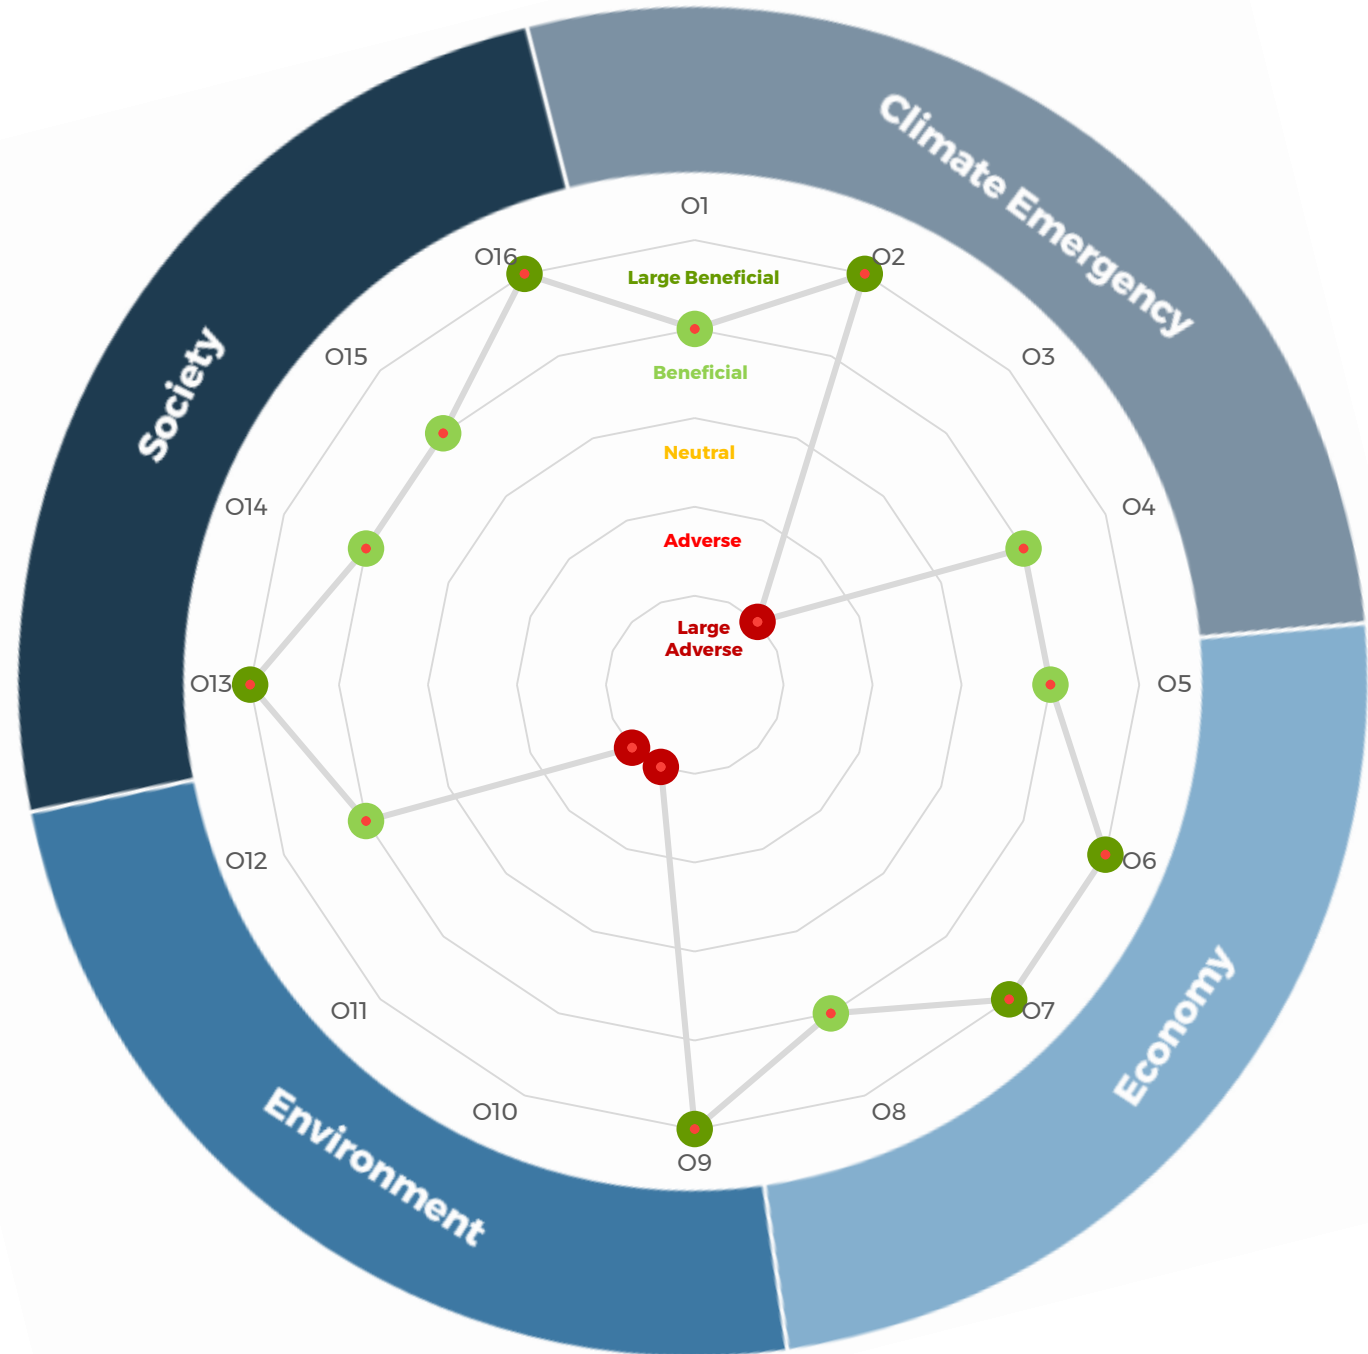 Climate Emergency
Society
O1
O16
O2
Large Beneficial
O15
O3
Beneficial
Neutral
O14
O4
Adverse
Large
Adverse
O13
O5
O12
O6
O11
O7
Economy
O10
O8
Environment
O9